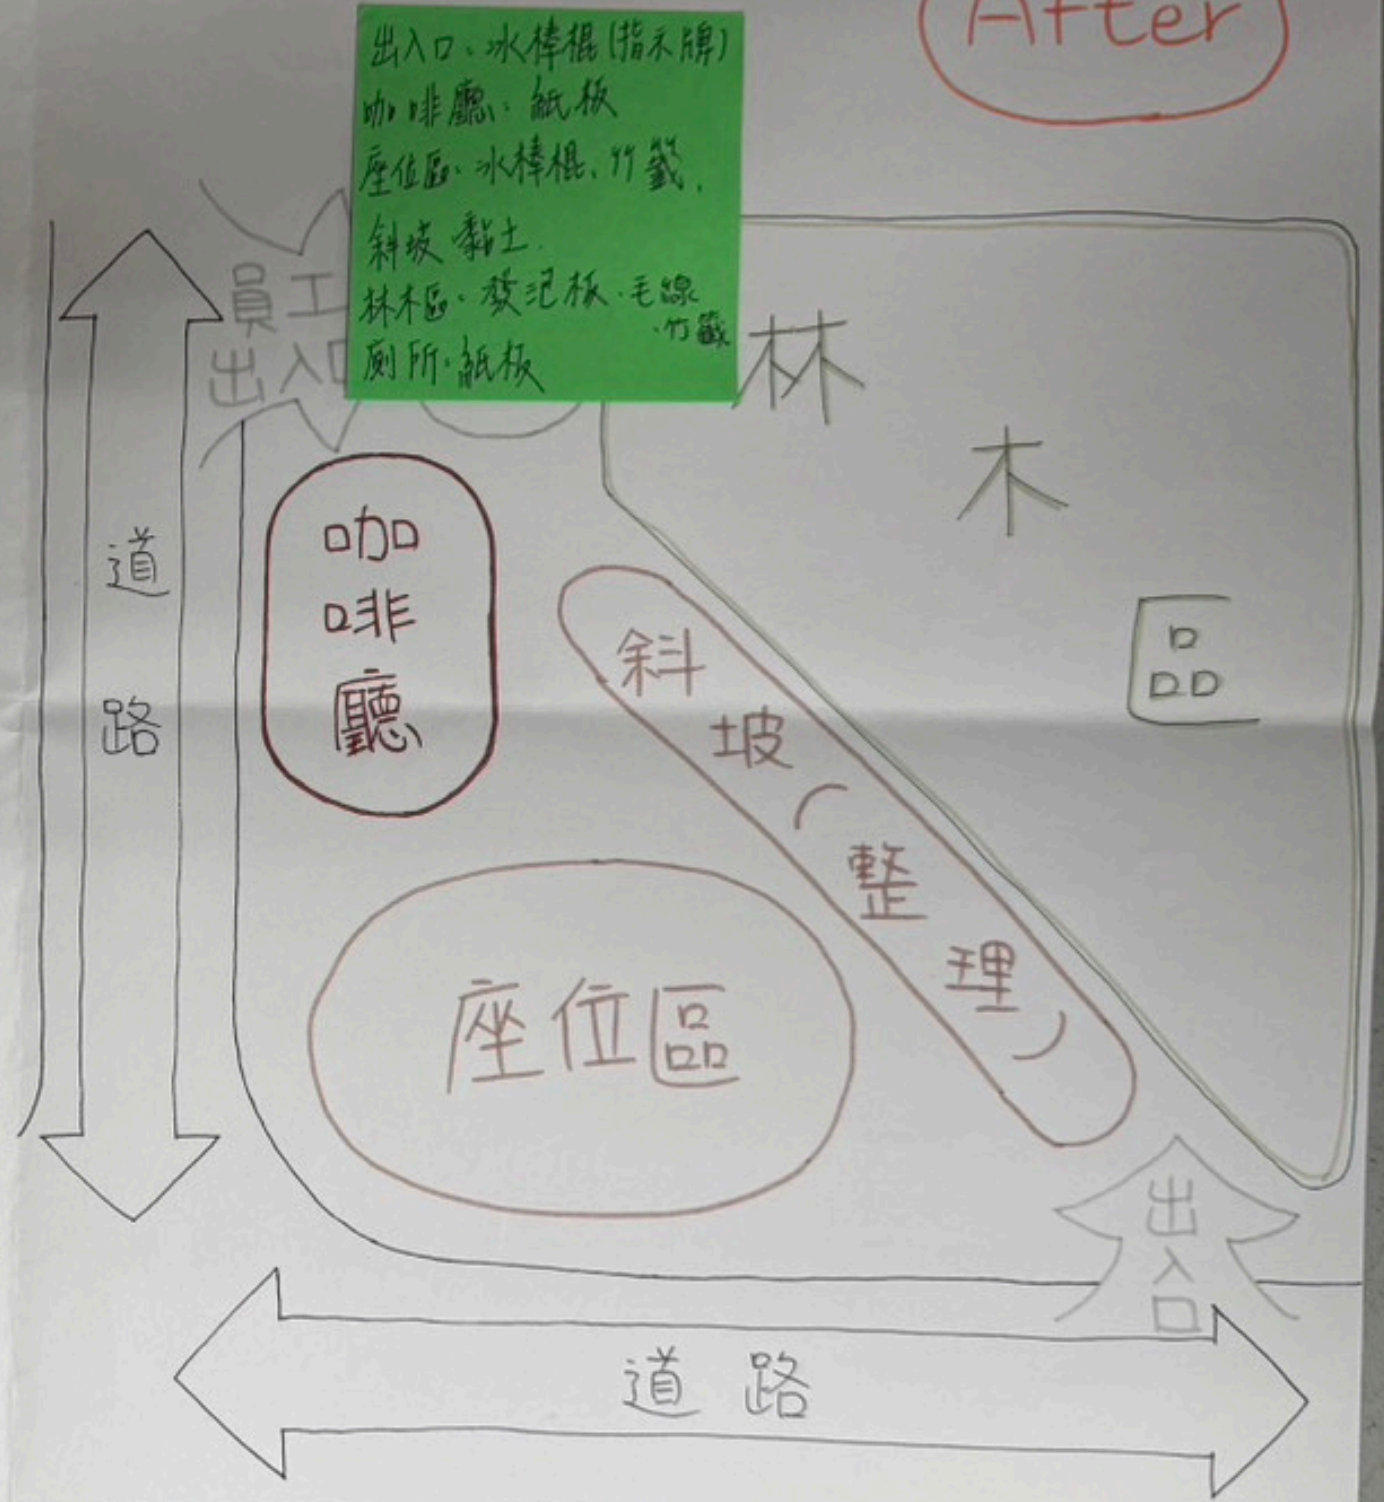 After
出入口、冰棒棍(指示牌)
咖啡廳、紙板
座位區、冰棒棍、竹籤、
斜坡 黏土、
林木區、發泡板、毛線
、竹籤
廁所、紙板
員工
出入口
林木區
道路
咖啡廳
斜坡(整理)
座位區
出入口
道路